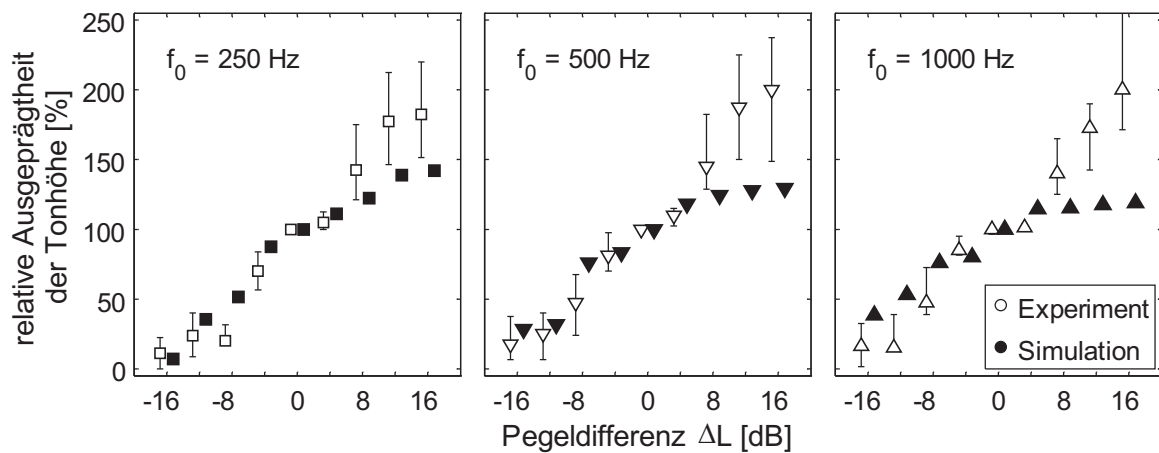 relative Ausgeprägtheit
der Tonhöhe [%]
250
200
150
100
50
0
f0 = 250 Hz
f0 = 500 Hz
f0 = 1000 Hz
Experiment
Simulation
-16 -8 0 8 16
-16 -8 0 8 16
-16 -8 0 8 16
Pegeldifferenz ΔL [dB]